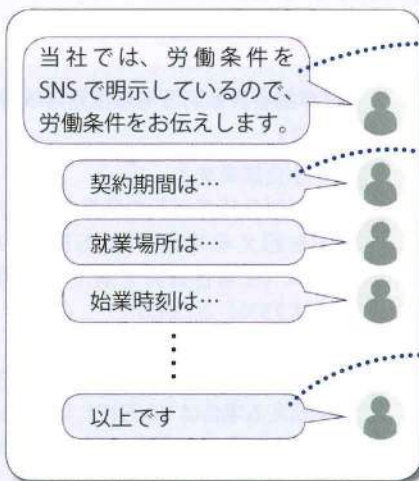 当社では、労働条件を
SNSで明示しているので、
労働条件をお伝えします。
契約期間は…
就業場所は…
始業時刻は…
以上です